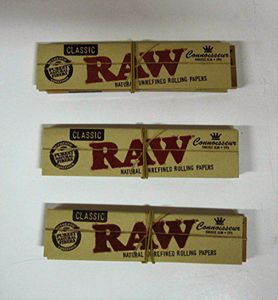 CLASSIC
RAW
Connoisseur
NATURAL UNREFINED ROLLING PAPERS
CLASSIC
RAW
Connoisseur
NATURAL UNREFINED ROLLING PAPERS
CLASSIC
RAW
Connoisseur
NATURAL UNREFINED ROLLING PAPERS